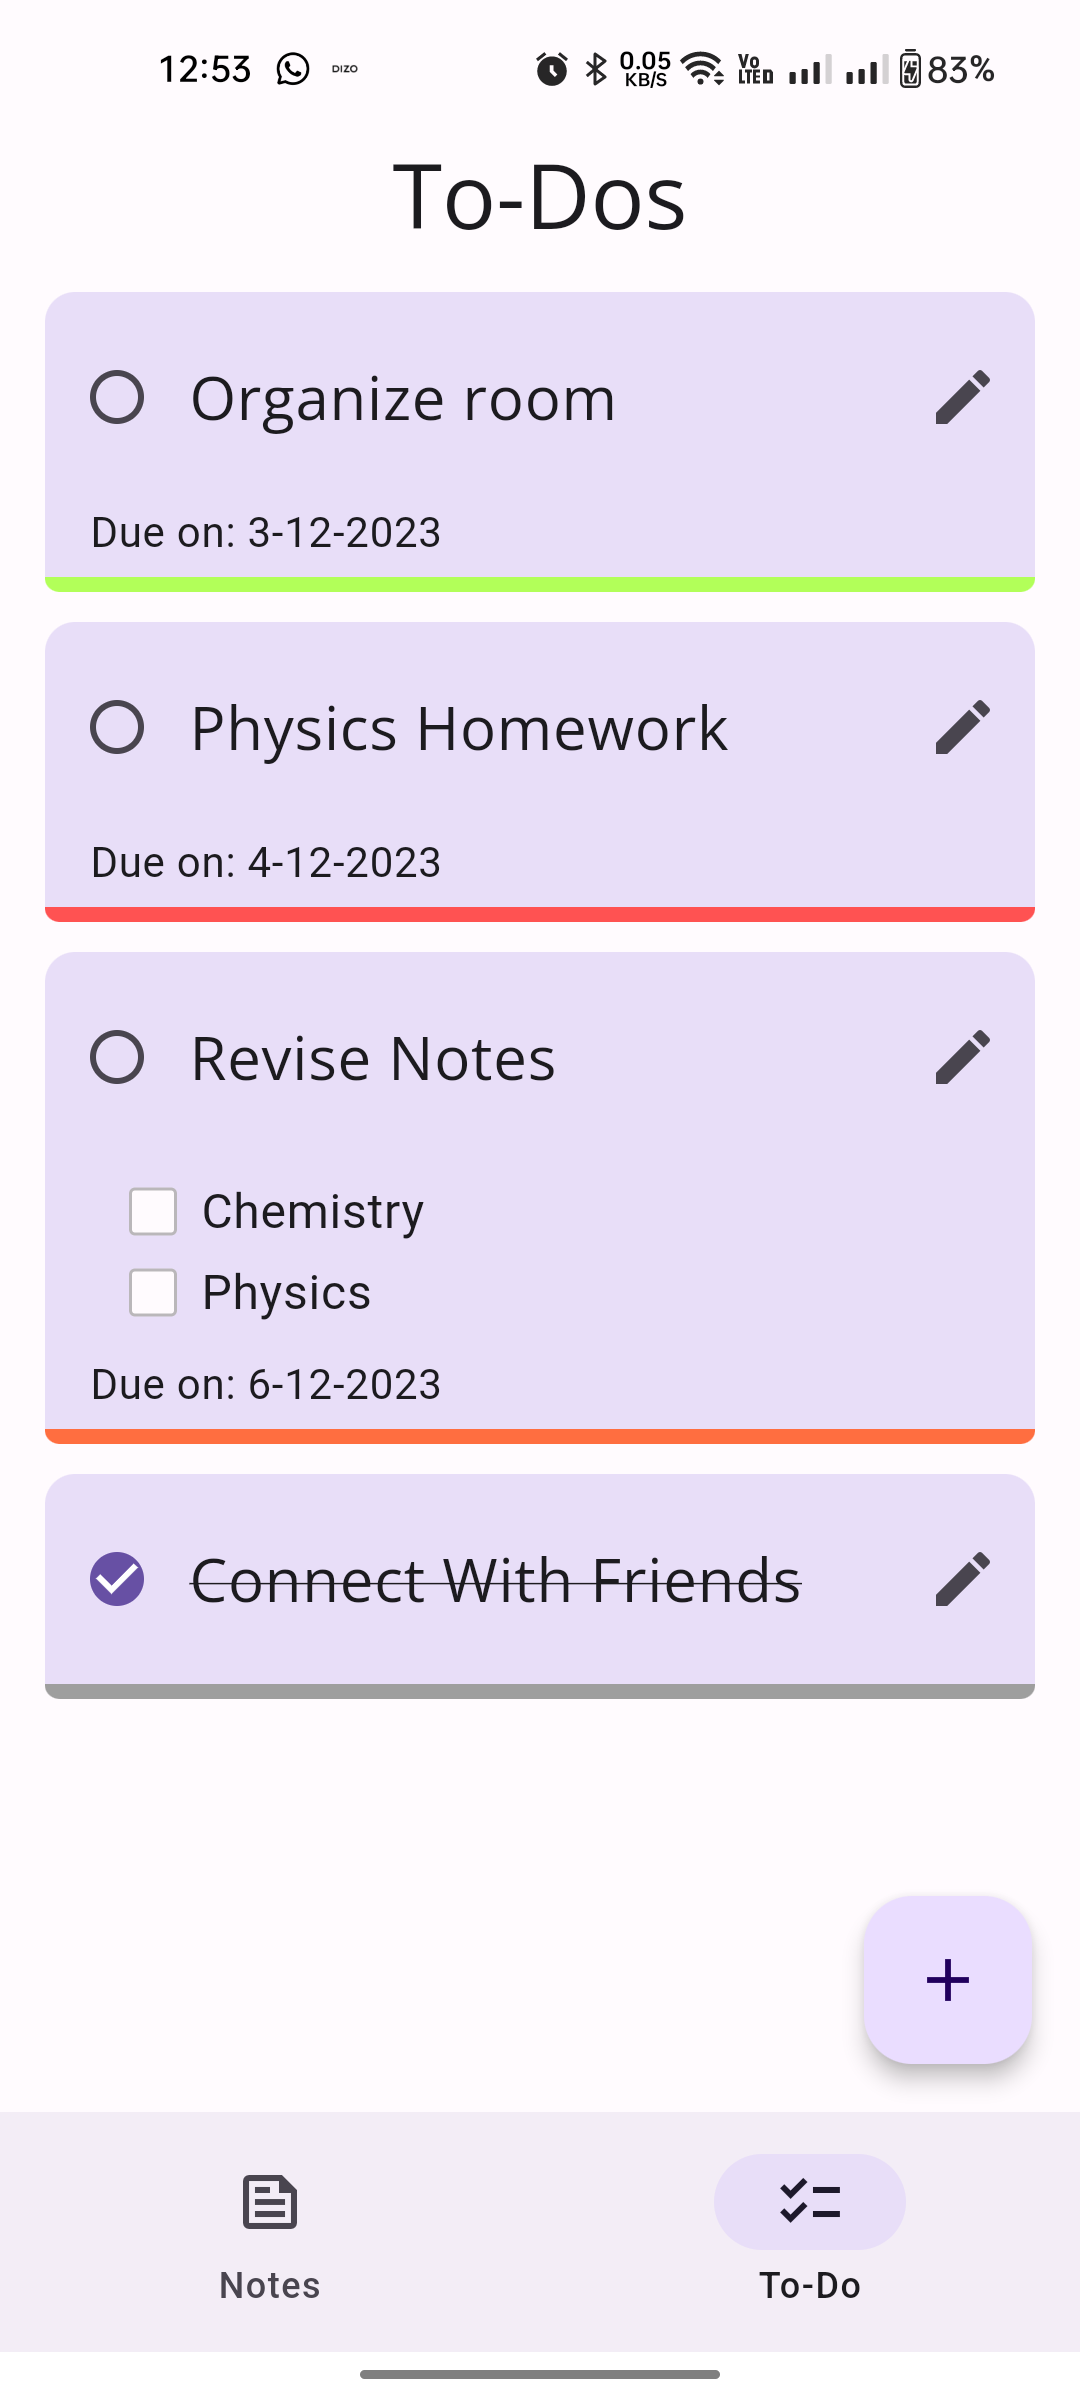 12:53 DIZO 0.05 KB/S Vo LTE D 83%
To-Dos
Organize room
Due on: 3-12-2023
Physics Homework
Due on: 4-12-2023
Revise Notes
Chemistry
Physics
Due on: 6-12-2023
Connect With Friends
Notes
To-Do